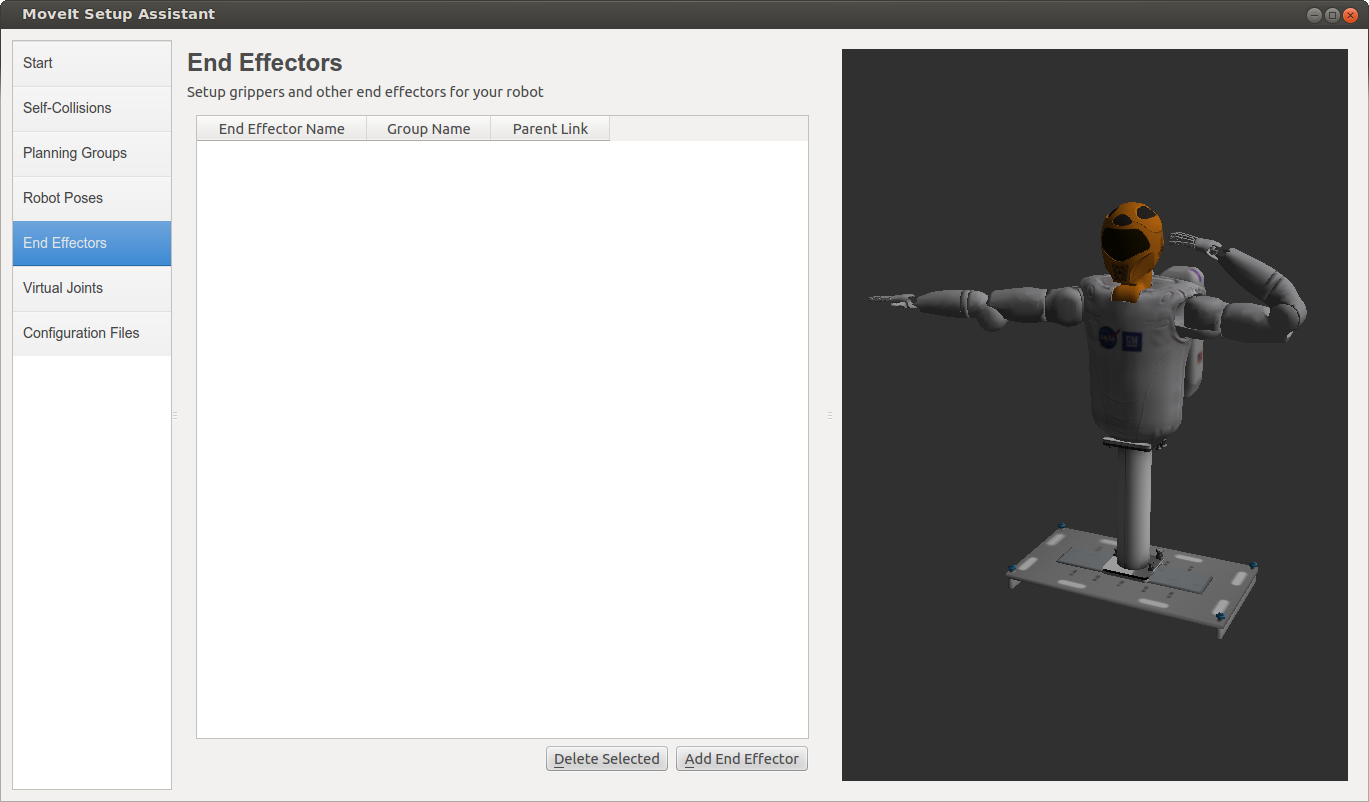 MoveIt Setup Assistant
Start
Self-Collisions
Planning Groups
Robot Poses
End Effectors
Virtual Joints
Configuration Files
End Effectors
Setup grippers and other end effectors for your robot
End Effector Name Group Name Parent Link
Delete Selected Add End Effector
GM